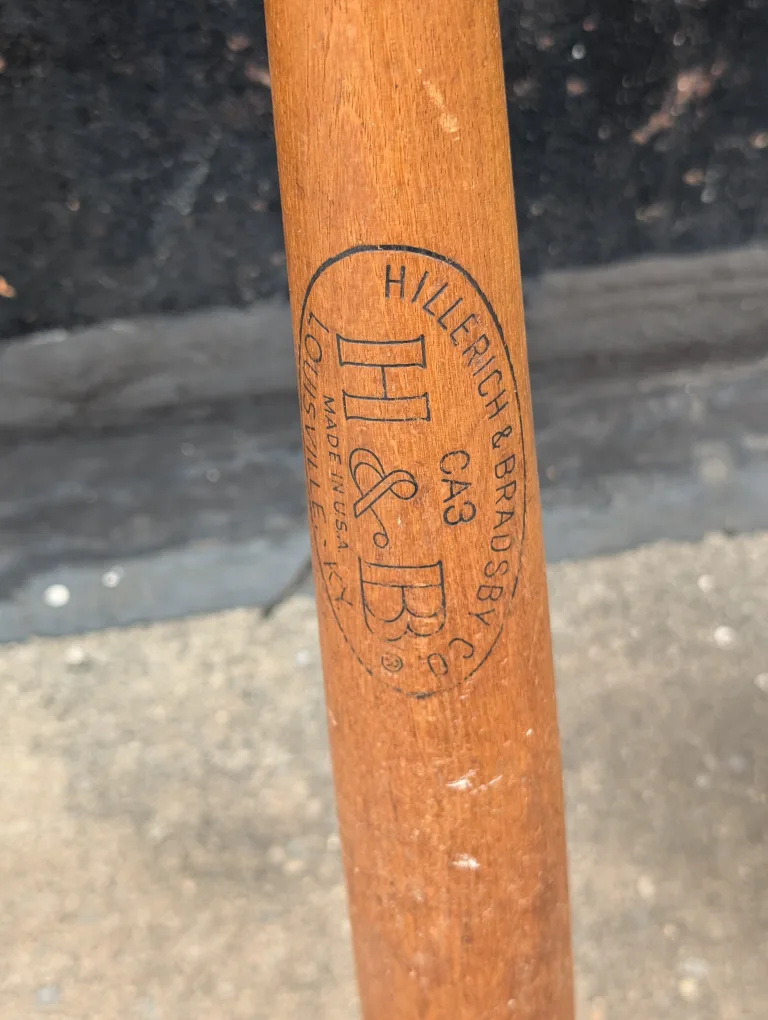 HILLERICH & BRADSBY Cº
CA3
H&B®
MADE IN U.S.A
LOUISVILLE.-KY